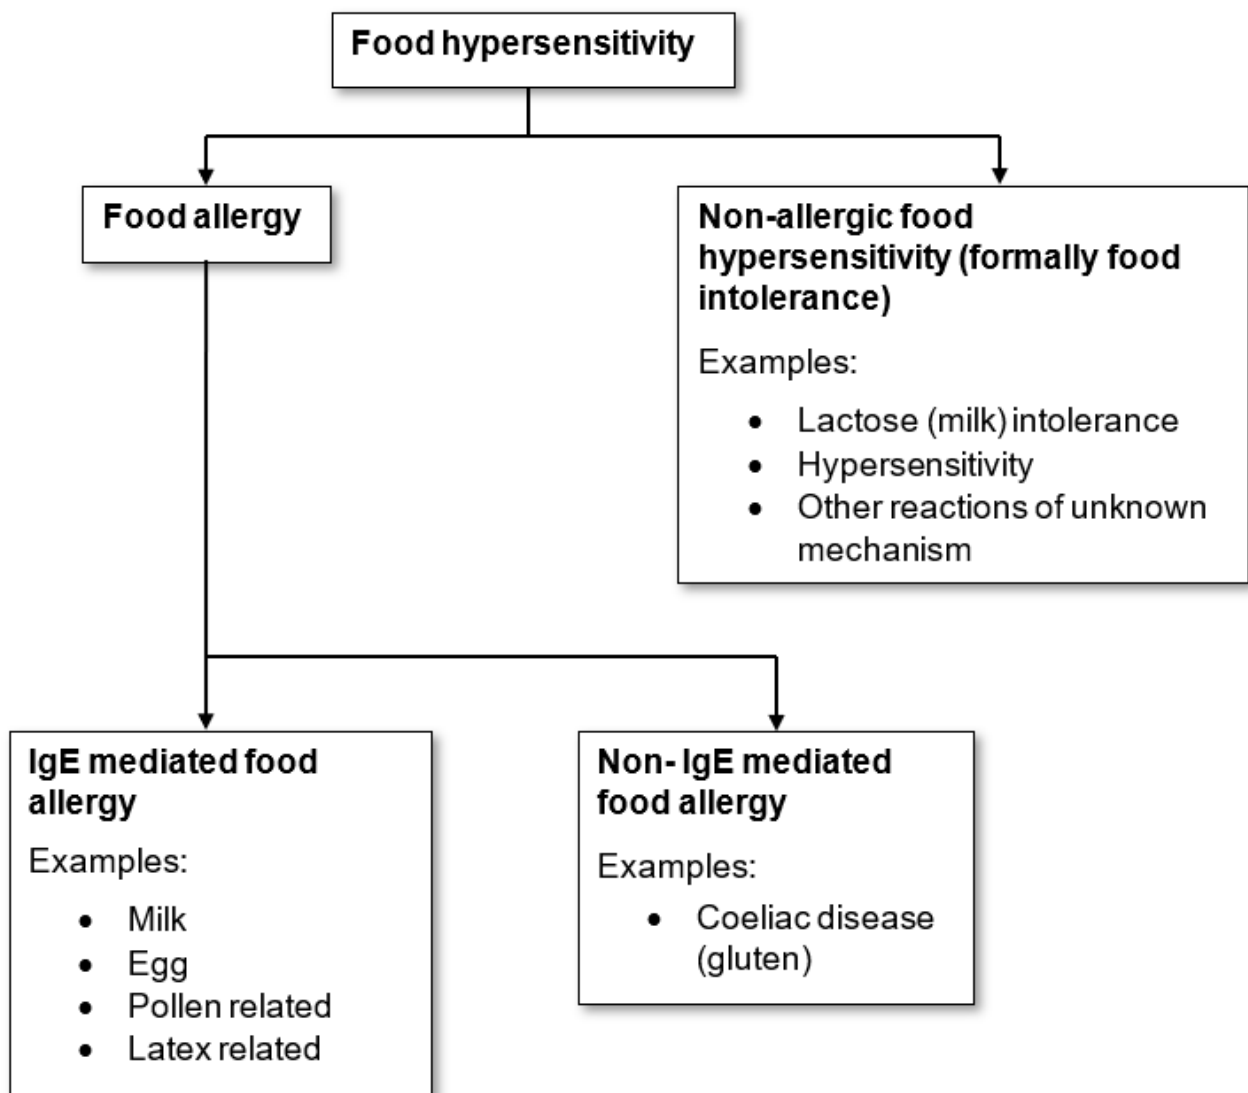 Food hypersensitivity
Food allergy
Non-allergic food
hypersensitivity (formally food
intolerance)
Examples:
• Lactose (milk) intolerance
• Hypersensitivity
• Other reactions of unknown
mechanism
IgE mediated food
allergy
Examples:
• Milk
• Egg
• Pollen related
• Latex related
Non- IgE mediated
food allergy
Examples:
• Coeliac disease
(gluten)